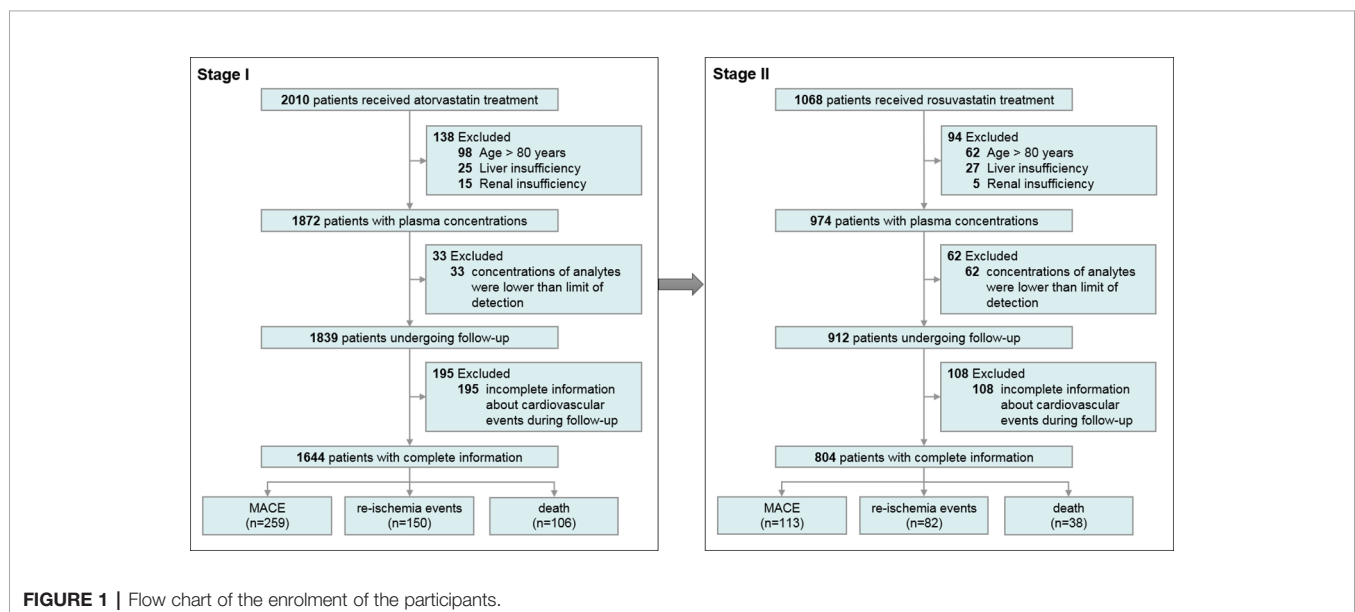 Stage I
2010 patients received atorvastatin treatment
138 Excluded
98 Age > 80 years
25 Liver insufficiency
15 Renal insufficiency
1872 patients with plasma concentrations
33 Excluded
33 concentrations of analytes
were lower than limit of
detection
1839 patients undergoing follow-up
195 Excluded
195 incomplete information
about cardiovascular
events during follow-up
1644 patients with complete information
MACE
(n=259)
re-ischemia events
(n=150)
death
(n=106)
Stage II
1068 patients received rosuvastatin treatment
94 Excluded
62 Age > 80 years
27 Liver insufficiency
5 Renal insufficiency
974 patients with plasma concentrations
62 Excluded
62 concentrations of analytes
were lower than limit of
detection
912 patients undergoing follow-up
108 Excluded
108 incomplete information
about cardiovascular
events during follow-up
804 patients with complete information
MACE
(n=113)
re-ischemia events
(n=82)
death
(n=38)
FIGURE 1 | Flow chart of the enrolment of the participants.